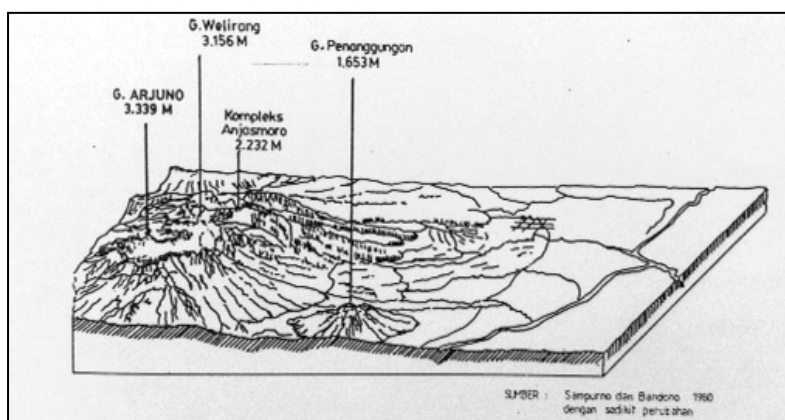 G. Welirang
3.156 M
G. Penanggungan
1.653 M
G. ARJUNO
3.339 M
Kompleks
Anjasmoro
2.232 M
SUMBER : Sampurno dan Bandono 1980
dengan sedikit perubahan